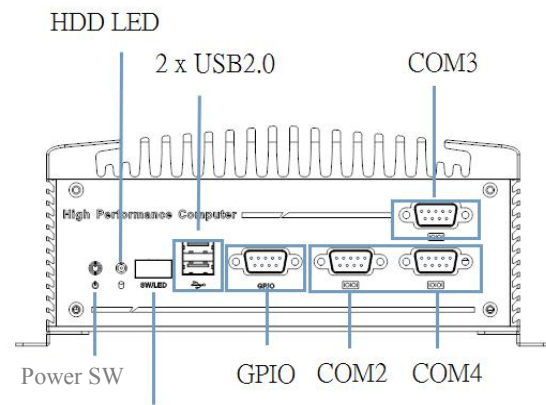 HDD LED
2 x USB2.0
COM3
High Performance Computer
SW/LED
GPIO
Power SW
GPIO
COM2
COM4